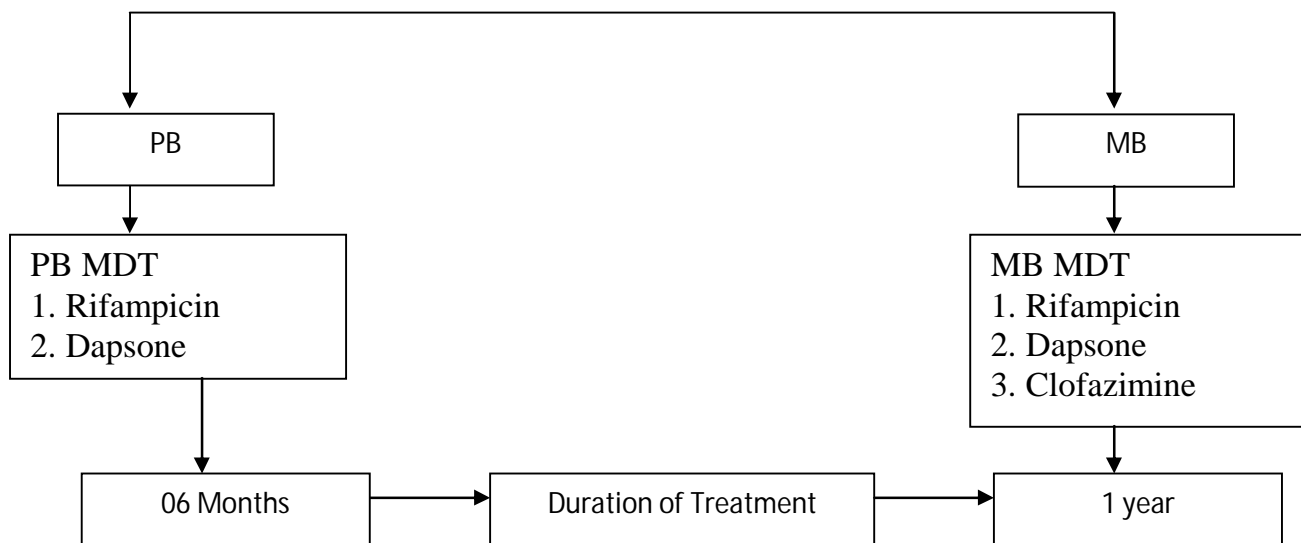 PB
MB
PB MDT
1. Rifampicin
2. Dapsone
MB MDT
1. Rifampicin
2. Dapsone
3. Clofazimine
06 Months
Duration of Treatment
1 year